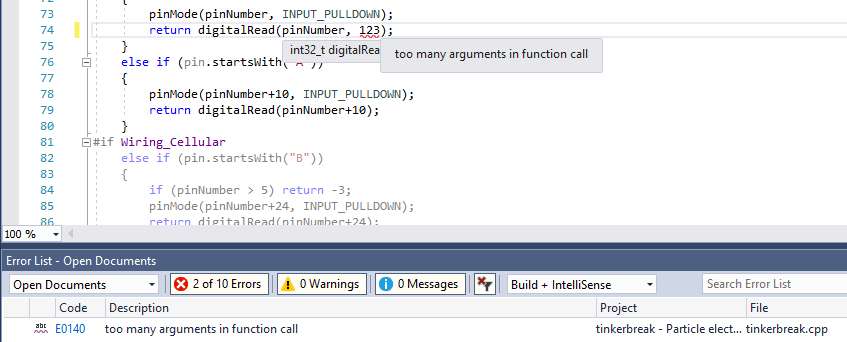 72 {
73 pinMode(pinNumber, INPUT_PULLDOWN);
74 return digitalRead(pinNumber, 123);
75 }
int32_t digitalRea
too many arguments in function call
76 else if (pin.startsWith("A"))
77 {
78 pinMode(pinNumber+10, INPUT_PULLDOWN);
79 return digitalRead(pinNumber+10);
80 }
81 #if Wiring_Cellular
82 else if (pin.startsWith("B"))
83 {
84 if (pinNumber > 5) return -3;
85 pinMode(pinNumber+24, INPUT_PULLDOWN);
86 return digitalRead(pinNumber+24);
100 %
Error List - Open Documents
Open Documents 2 of 10 Errors 0 Warnings 0 Messages Build + IntelliSense Search Error List
Code Description Project File
abc E0140 too many arguments in function call tinkerbreak - Particle elect... tinkerbreak.cpp